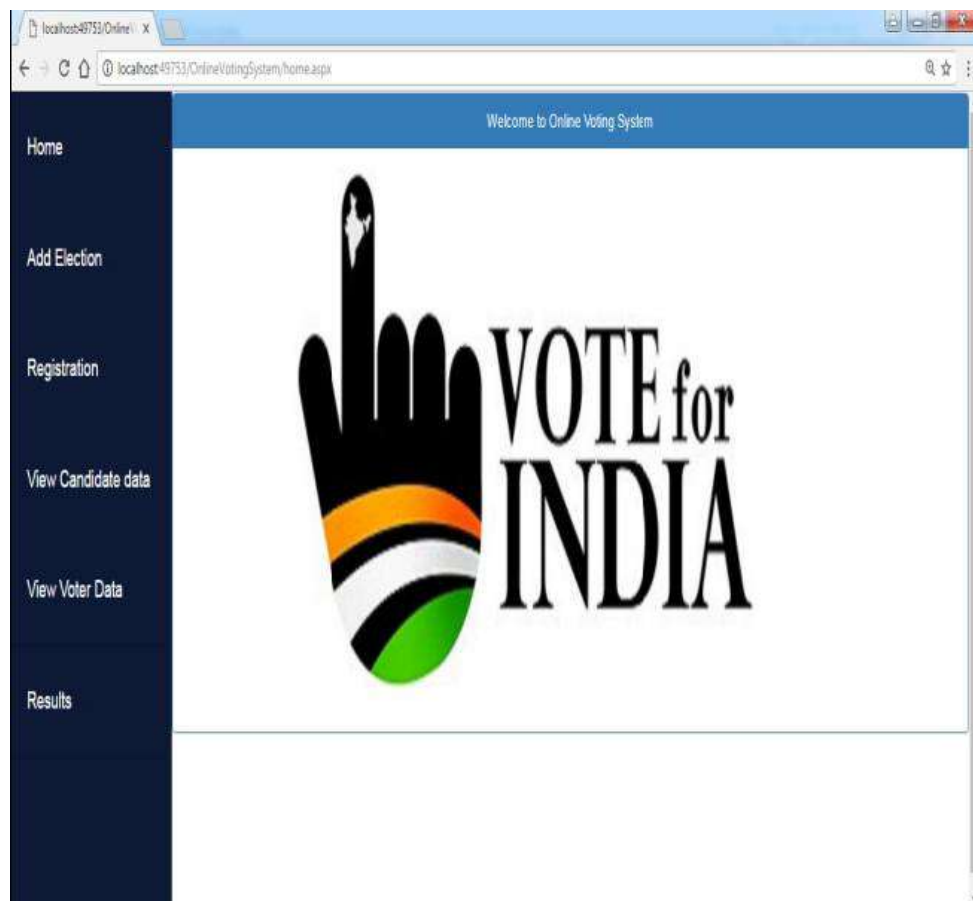 localhost:49753/Online
localhost:49753/OnlineVotingSystem/home.aspx
Welcome to Online Voting System
Home
Add Election
Registration
View Candidate data
View Voter Data
Results
VOTE for
INDIA